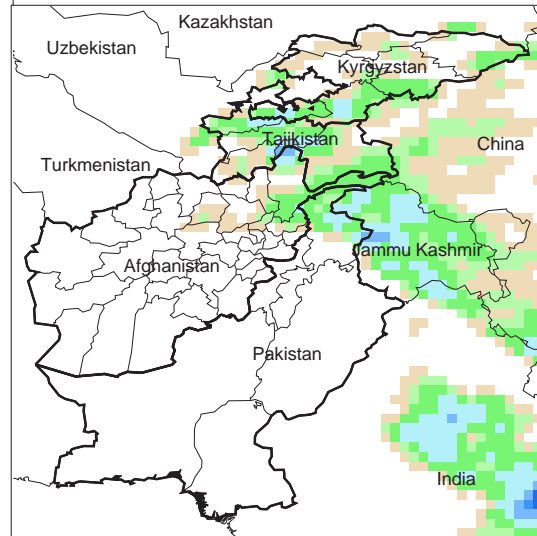 Kazakhstan
Uzbekistan
Kyrgyzstan
Tajikistan
China
Turkmenistan
Jammu Kashmir
Afghanistan
Pakistan
India